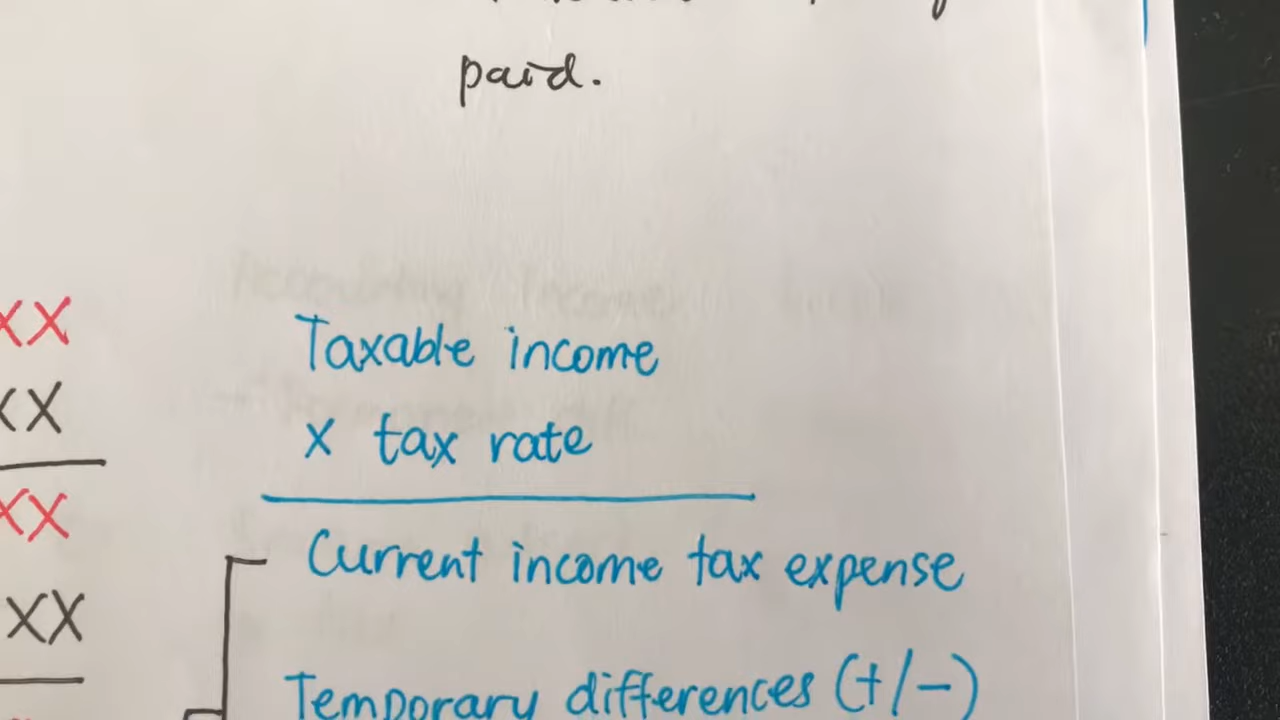 paid.
XX
Taxable income
XX
x tax rate
XX
Current income tax expense
XX
Temporary differences (+/-)